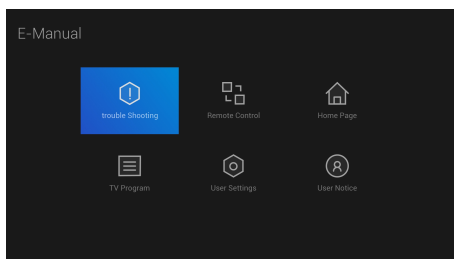 E-Manual
trouble Shooting
Remote Control
Home Page
TV Program
User Settings
User Notice